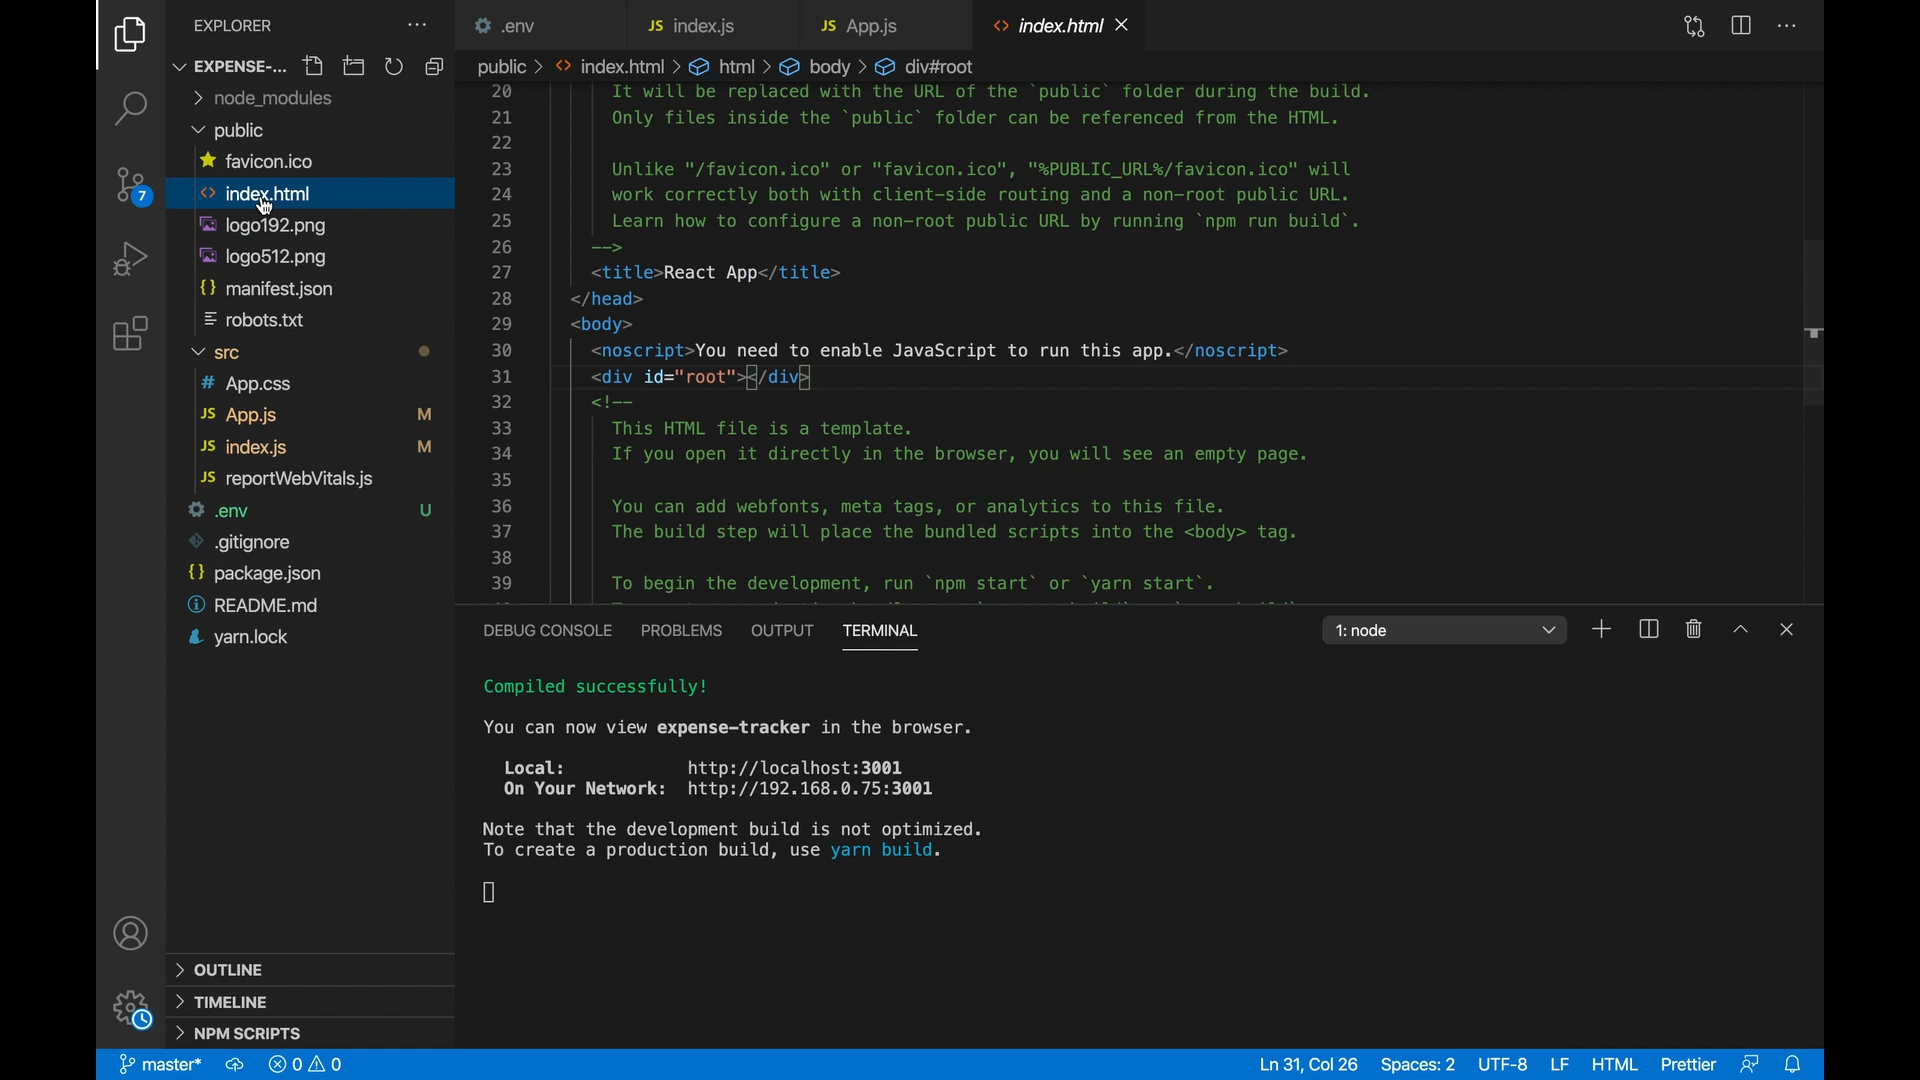 EXPLORER
EXPENSE-...
node_modules
public
favicon.ico
index.html
logo192.png
logo512.png
manifest.json
robots.txt
src
App.css
App.js M
index.js M
reportWebVitals.js
.env U
.gitignore
package.json
README.md
yarn.lock
OUTLINE
TIMELINE
NPM SCRIPTS
7
.env
JS index.js
JS App.js
<> index.html
public > <> index.html > html > body > div#root
20 It will be replaced with the URL of the `public` folder during the build.
21 Only files inside the `public` folder can be referenced from the HTML.
22
23 Unlike "/favicon.ico" or "favicon.ico", "%PUBLIC_URL%/favicon.ico" will
24 work correctly both with client-side routing and a non-root public URL.
25 Learn how to configure a non-root public URL by running `npm run build`.
26 -->
27 <title>React App</title>
28 </head>
29 <body>
30 <noscript>You need to enable JavaScript to run this app.</noscript>
31 <div id="root"></div>
32 <!--
33 This HTML file is a template.
34 If you open it directly in the browser, you will see an empty page.
35
36 You can add webfonts, meta tags, or analytics to this file.
37 The build step will place the bundled scripts into the <body> tag.
38
39 To begin the development, run `npm start` or `yarn start`.
DEBUG CONSOLE PROBLEMS OUTPUT TERMINAL
1: node
Compiled successfully!
You can now view expense-tracker in the browser.
Local: http://localhost:3001
On Your Network: http://192.168.0.75:3001
Note that the development build is not optimized.
To create a production build, use yarn build.
master* 0 0
Ln 31, Col 26 Spaces: 2 UTF-8 LF HTML Prettier